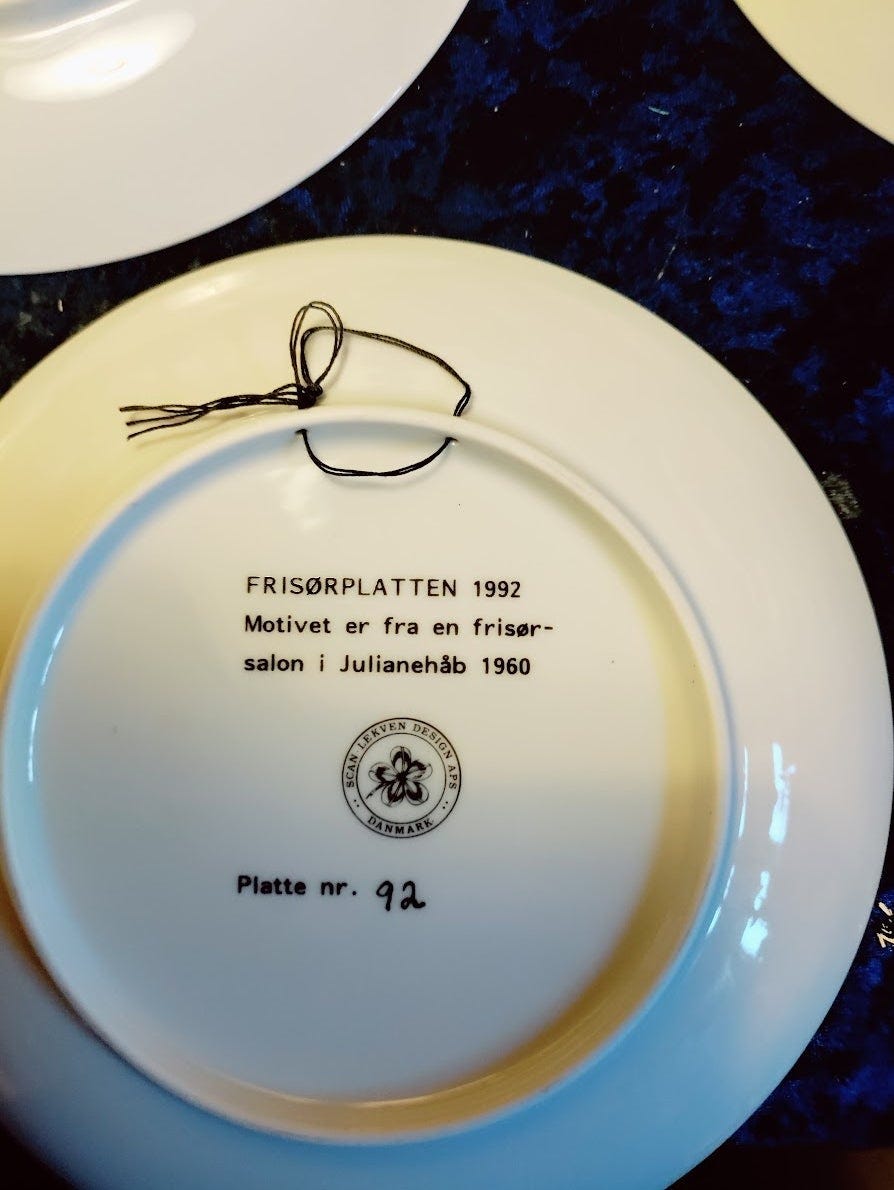 FRISØRPLATTEN 1992
Motivet er fra en frisør-
salon i Julianehåb 1960
SCAN LEKVEN DESIGN APS
DANMARK
Platte nr. 92